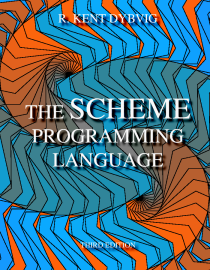 R. KENT DYBVIG
THE SCHEME
PROGRAMMING
LANGUAGE
THIRD EDITION